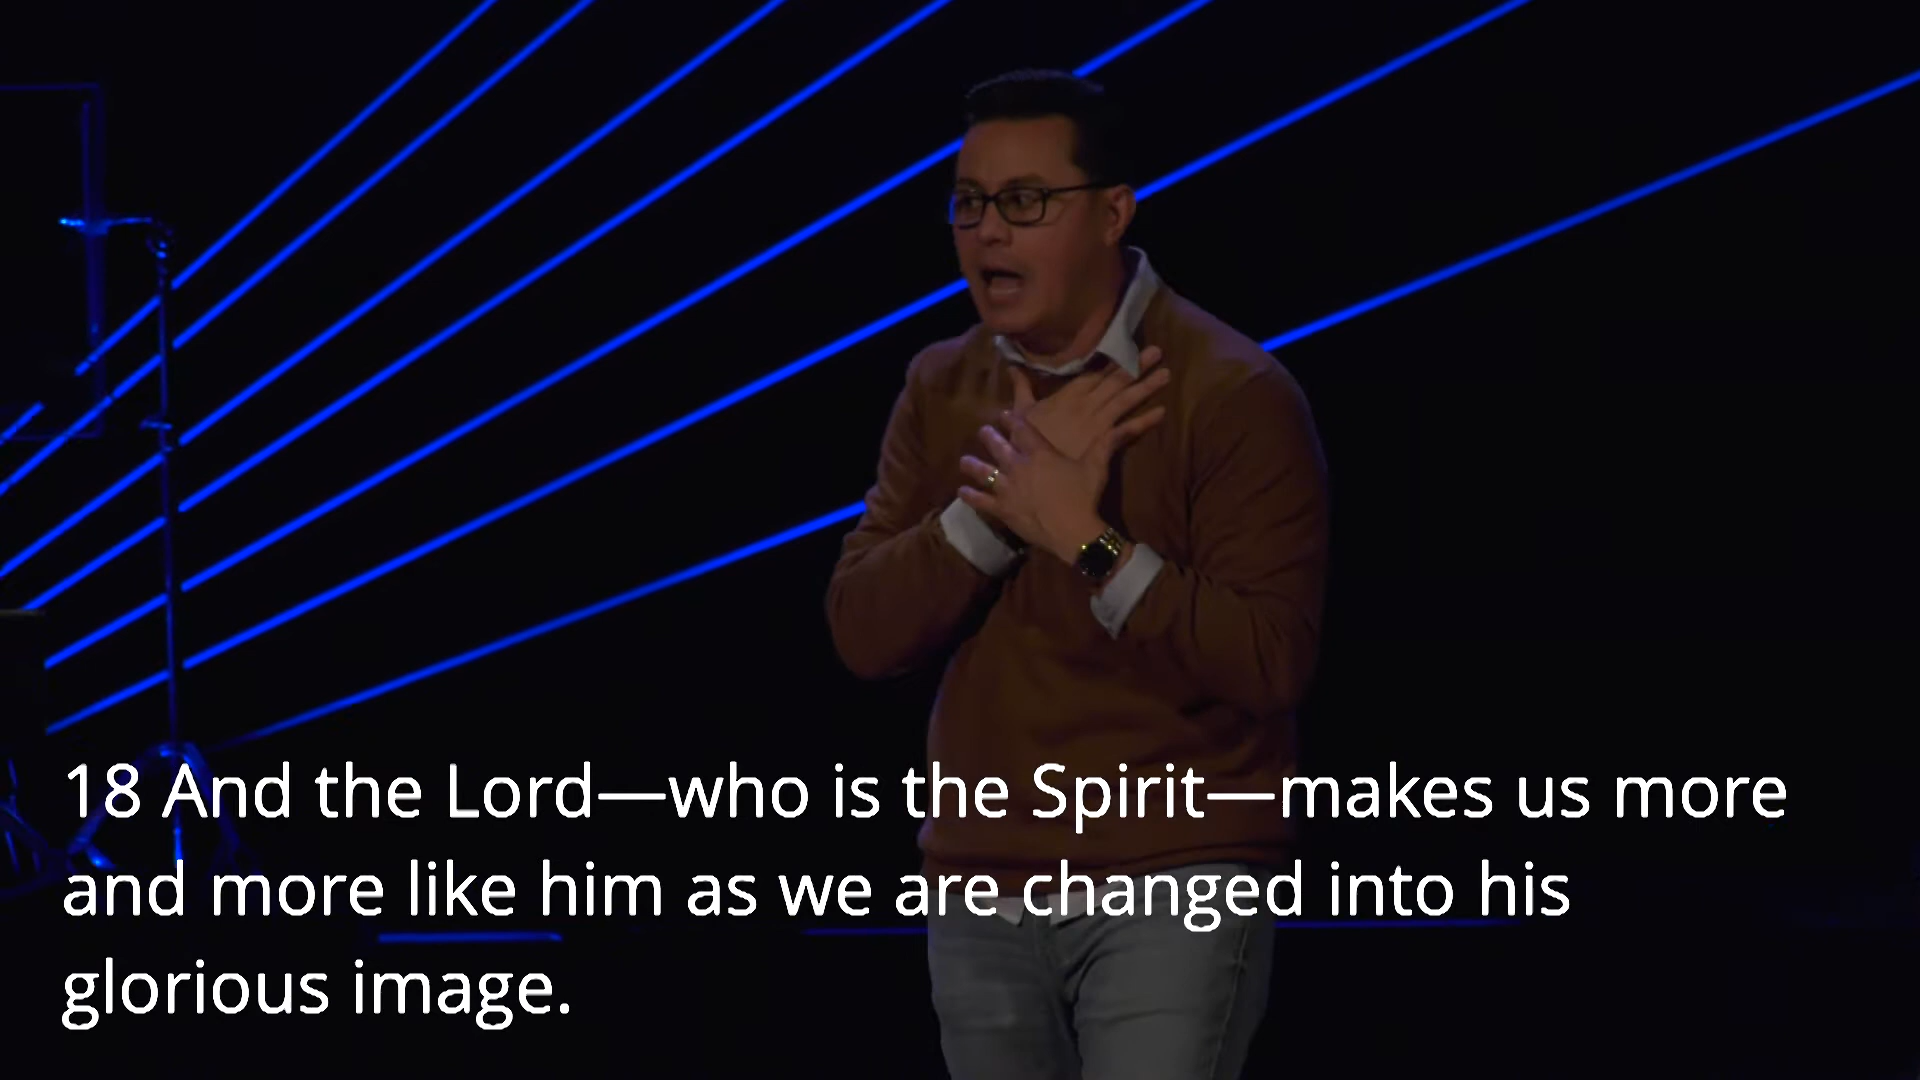 18 And the Lord—who is the Spirit—makes us more
and more like him as we are changed into his
glorious image.